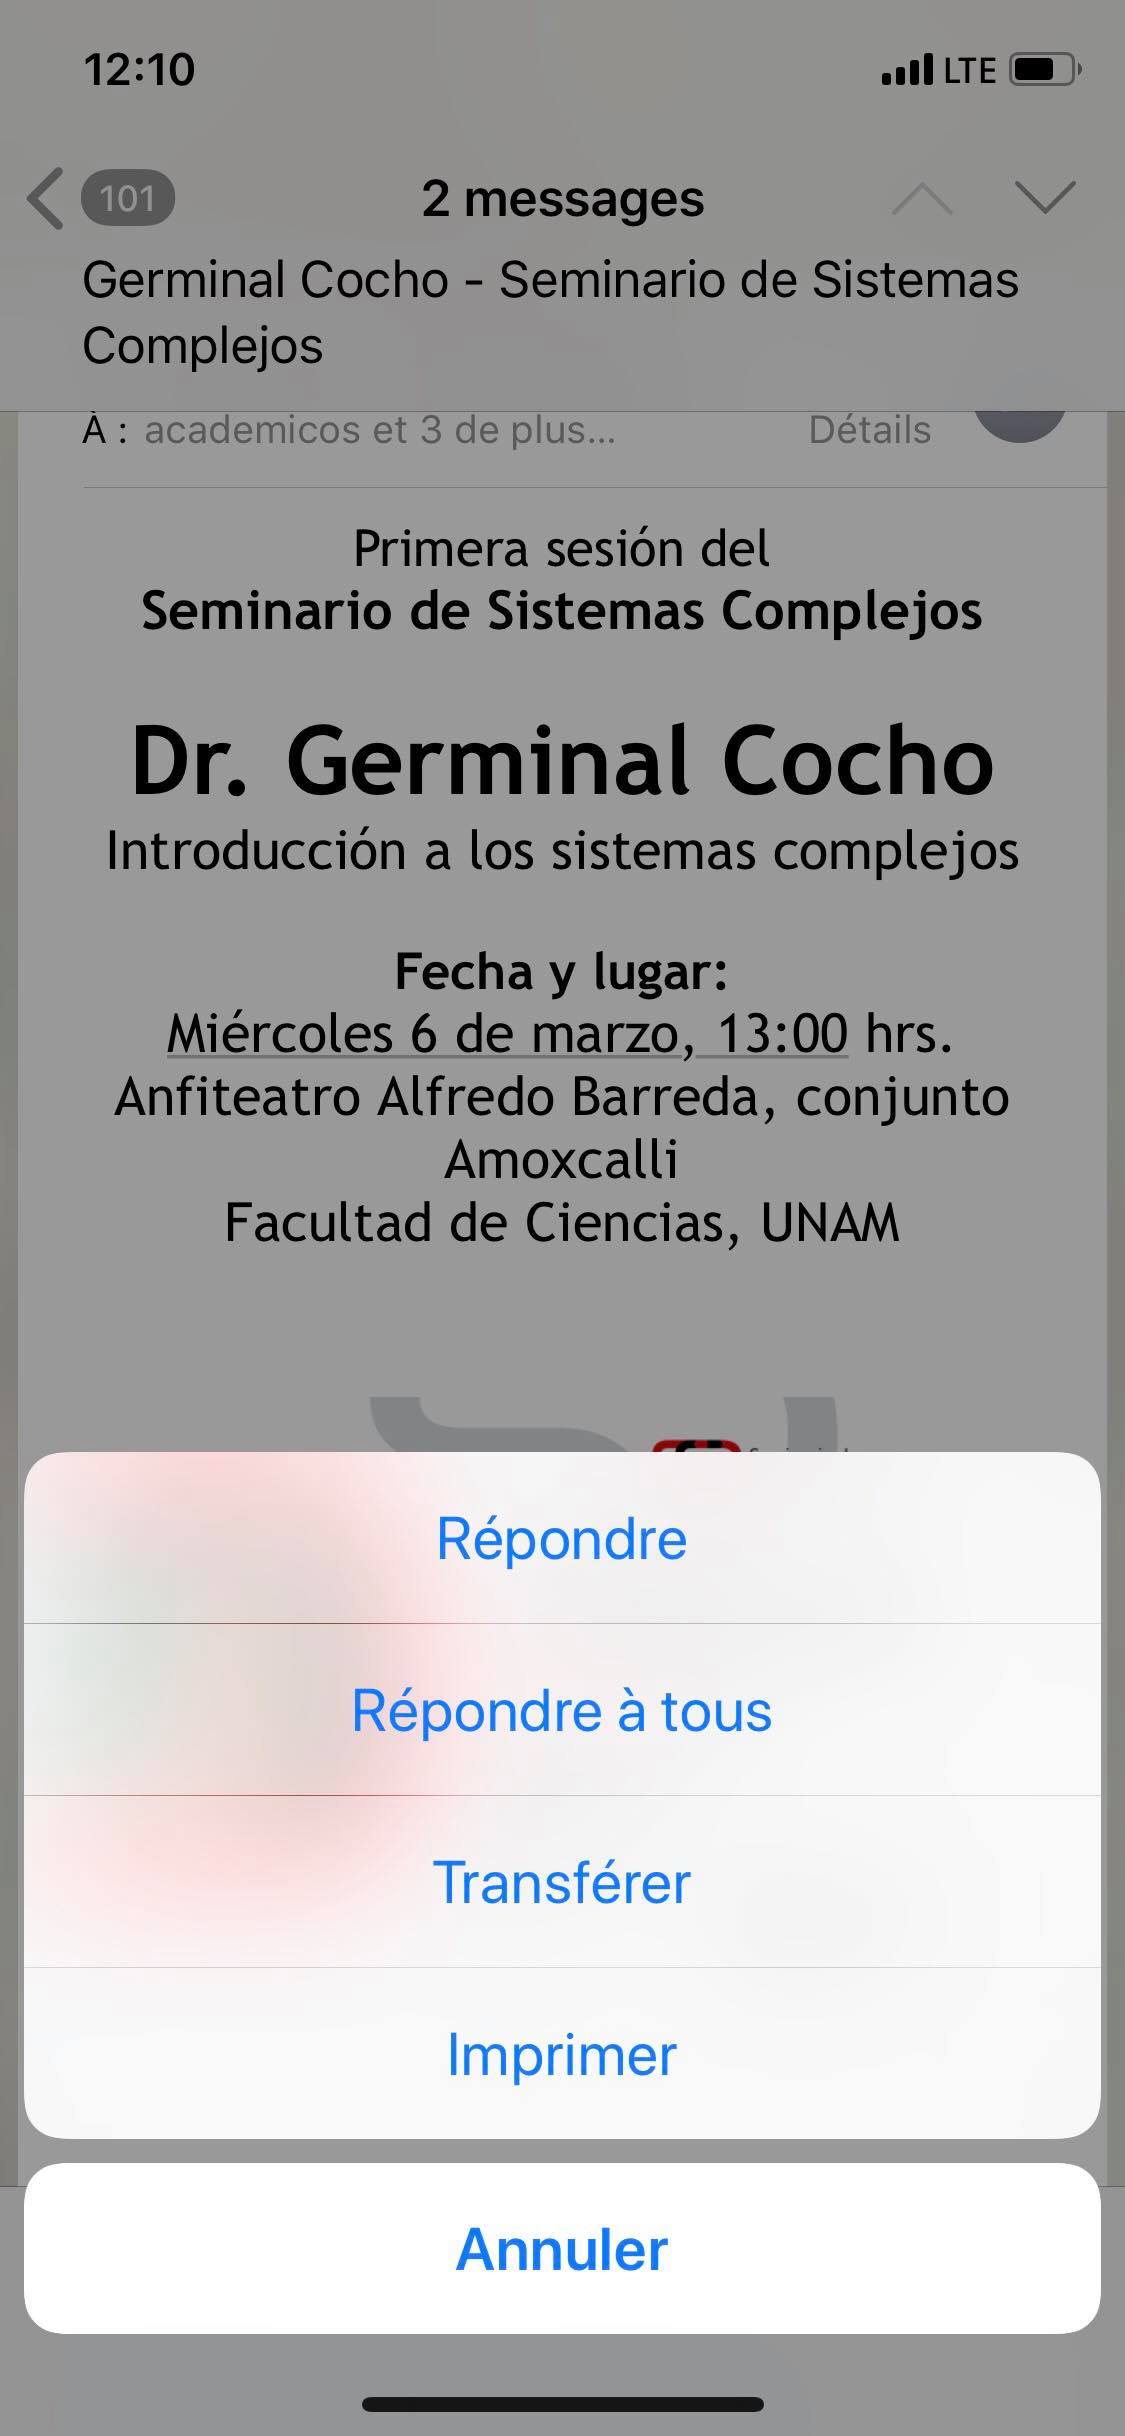 12:10
LTE
101
2 messages
Germinal Cocho - Seminario de Sistemas
Complejos
À : academicos et 3 de plus...
Détails
Primera sesión del
Seminario de Sistemas Complejos
Dr. Germinal Cocho
Introducción a los sistemas complejos
Fecha y lugar:
Miércoles 6 de marzo, 13:00 hrs.
Anfiteatro Alfredo Barreda, conjunto
Amoxcalli
Facultad de Ciencias, UNAM
Répondre
Répondre à tous
Transférer
Imprimer
Annuler